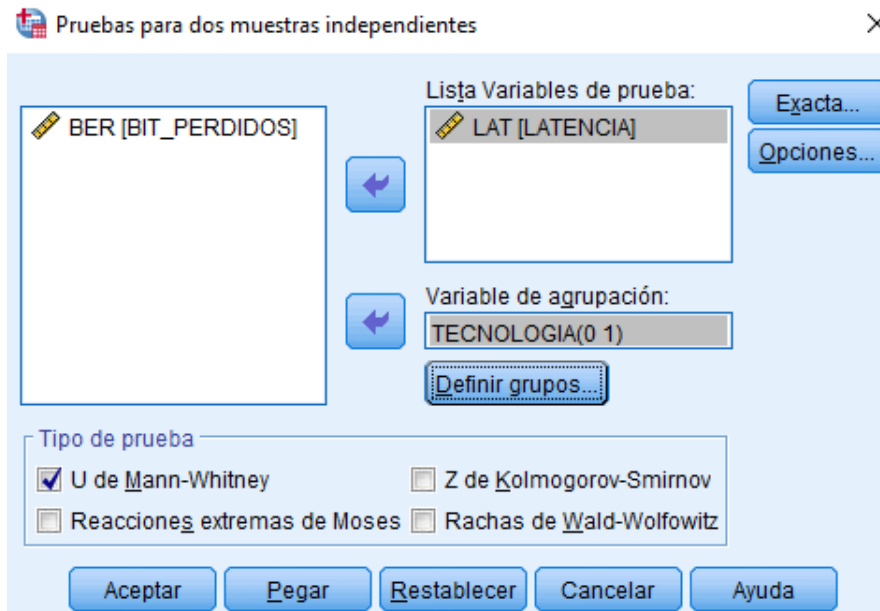 Pruebas para dos muestras independientes
BER [BIT_PERDIDOS]
Lista Variables de prueba:
LAT [LATENCIA]
Exacta...
Opciones...
Variable de agrupación:
TECNOLOGIA(0 1)
Definir grupos...
Tipo de prueba
U de Mann-Whitney
Z de Kolmogorov-Smirnov
Reacciones extremas de Moses
Rachas de Wald-Wolfowitz
Aceptar
Pegar
Restablecer
Cancelar
Ayuda